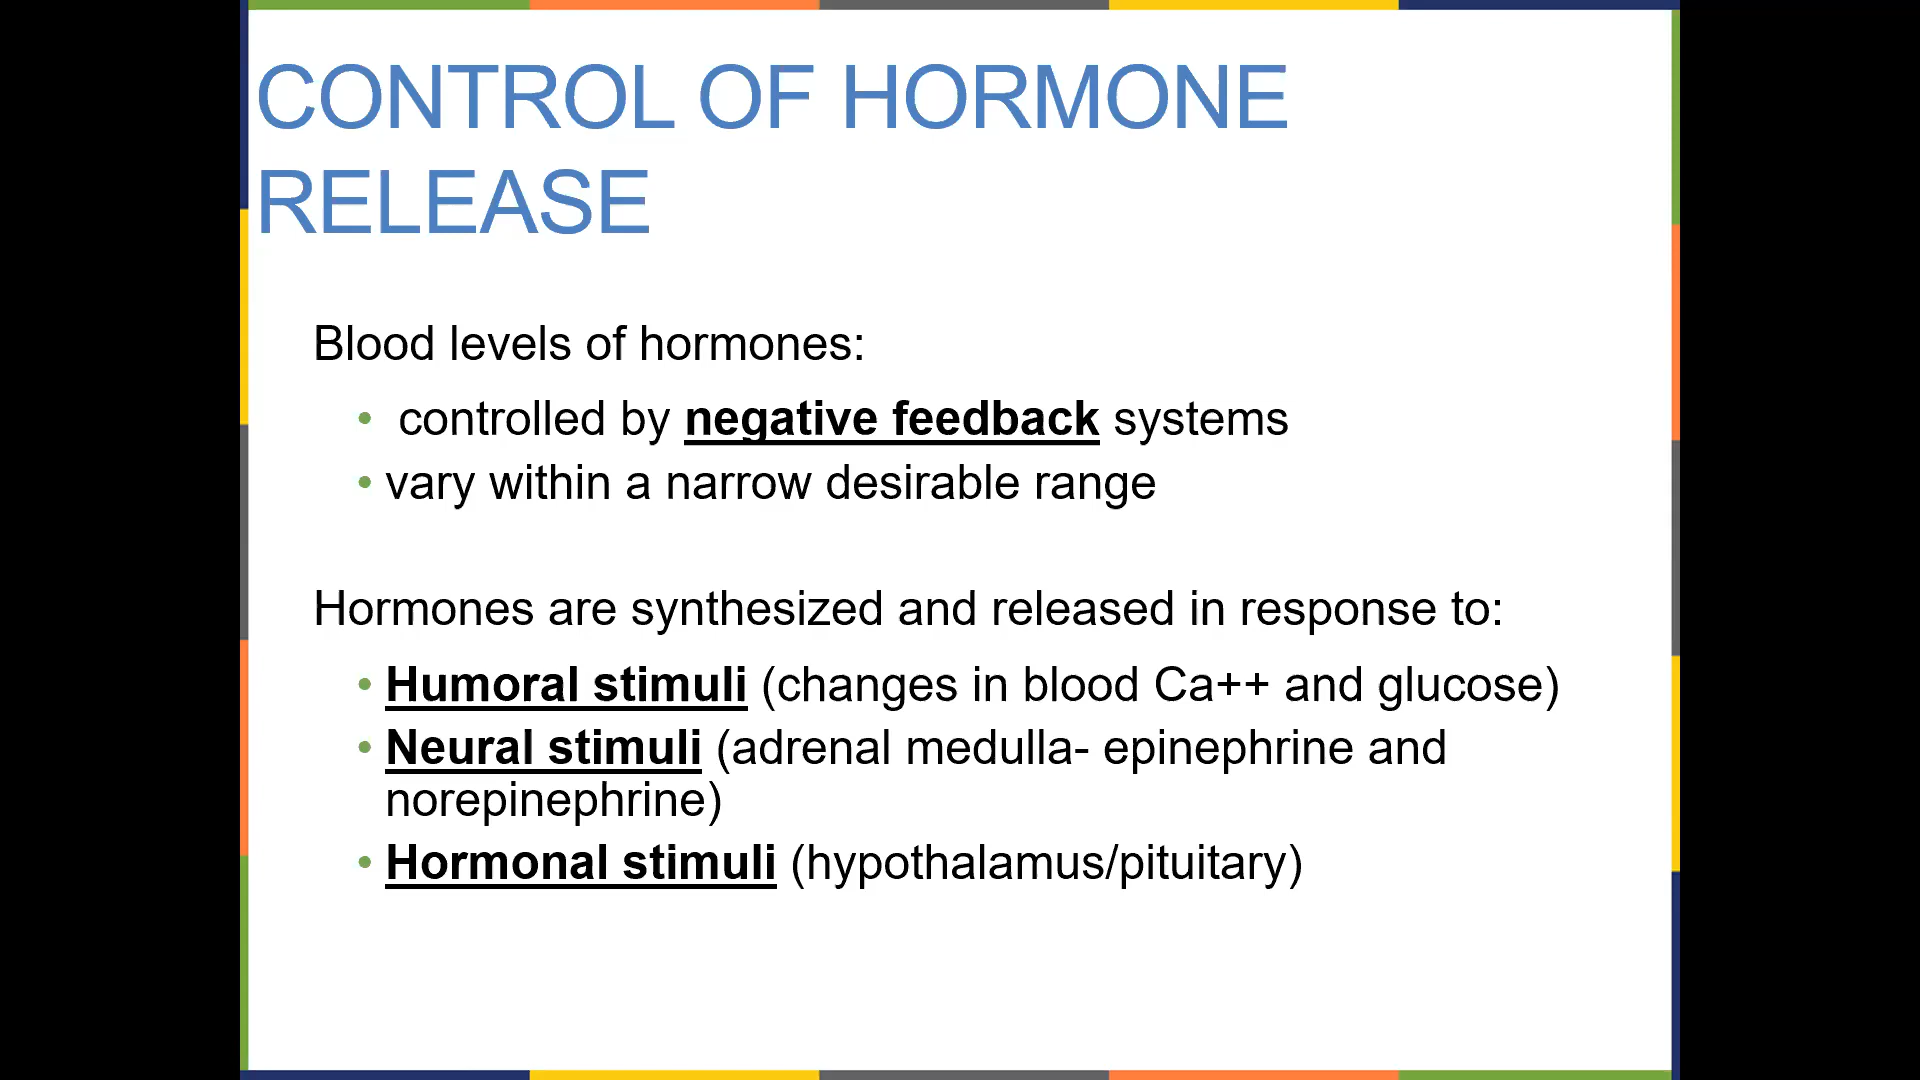 CONTROL OF HORMONE
RELEASE
Blood levels of hormones:
• controlled by negative feedback systems
• vary within a narrow desirable range
Hormones are synthesized and released in response to:
• Humoral stimuli (changes in blood Ca++ and glucose)
• Neural stimuli (adrenal medulla- epinephrine and
norepinephrine)
• Hormonal stimuli (hypothalamus/pituitary)